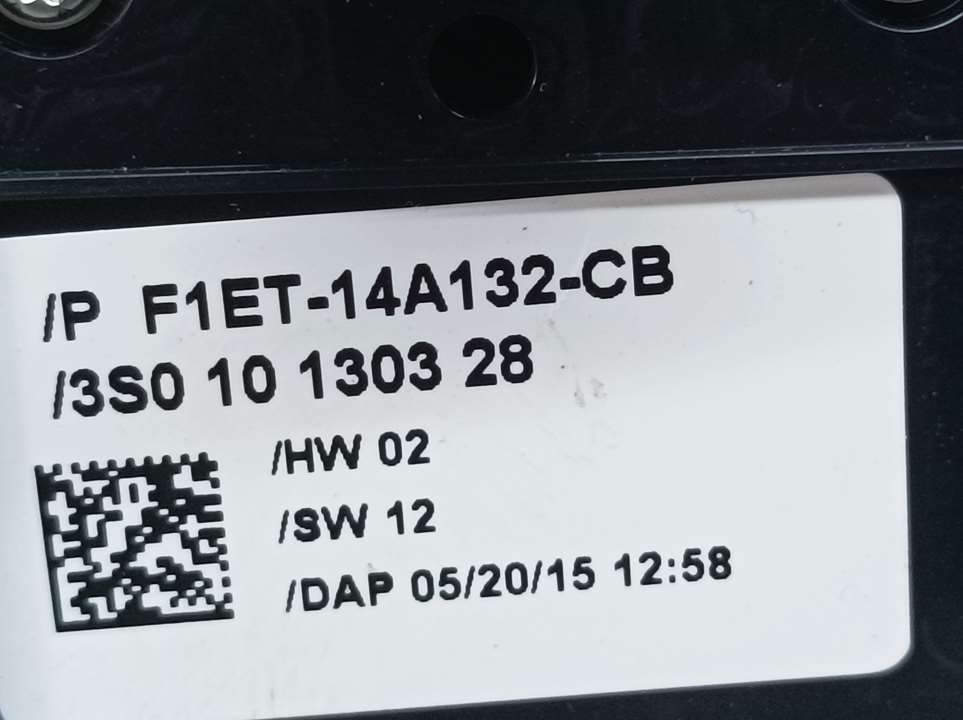 /P F1ET-14A132-CB
/3S0 10 1303 28
/HW 02
/SW 12
/DAP 05/20/15 12:58